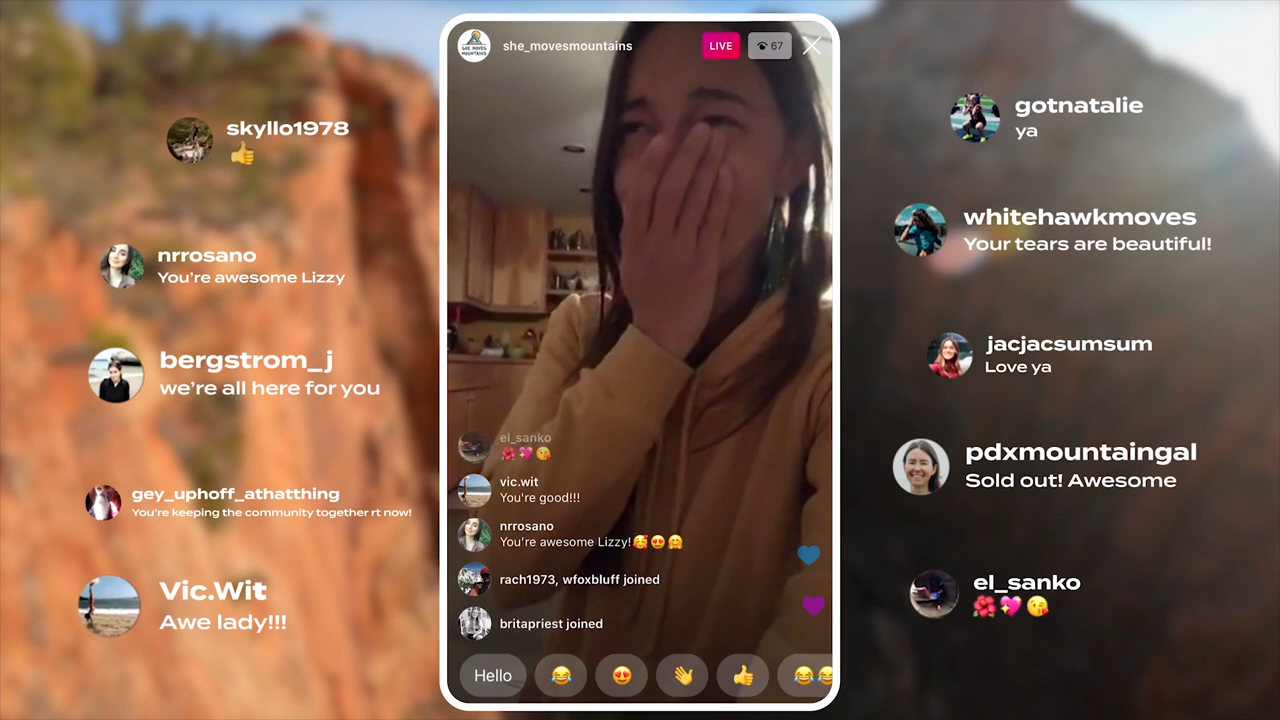 skyllo1978
nrrosano
You're awesome Lizzy
bergstrom_j
we're all here for you
gey_uphoff_athatthing
You're keeping the community together rt now!
Vic.Wit
Awe lady!!!
SHE MOVES
MOUNTAINS
she_movesmountains
LIVE
67
el_sanko
vic.wit
You're good!!!
nrrosano
You're awesome Lizzy!
rach1973, wfoxbluff joined
britapriest joined
Hello
gotnatalie
ya
whitehawkmoves
Your tears are beautiful!
jacjacsumsum
Love ya
pdxmountaingal
Sold out! Awesome
el_sanko